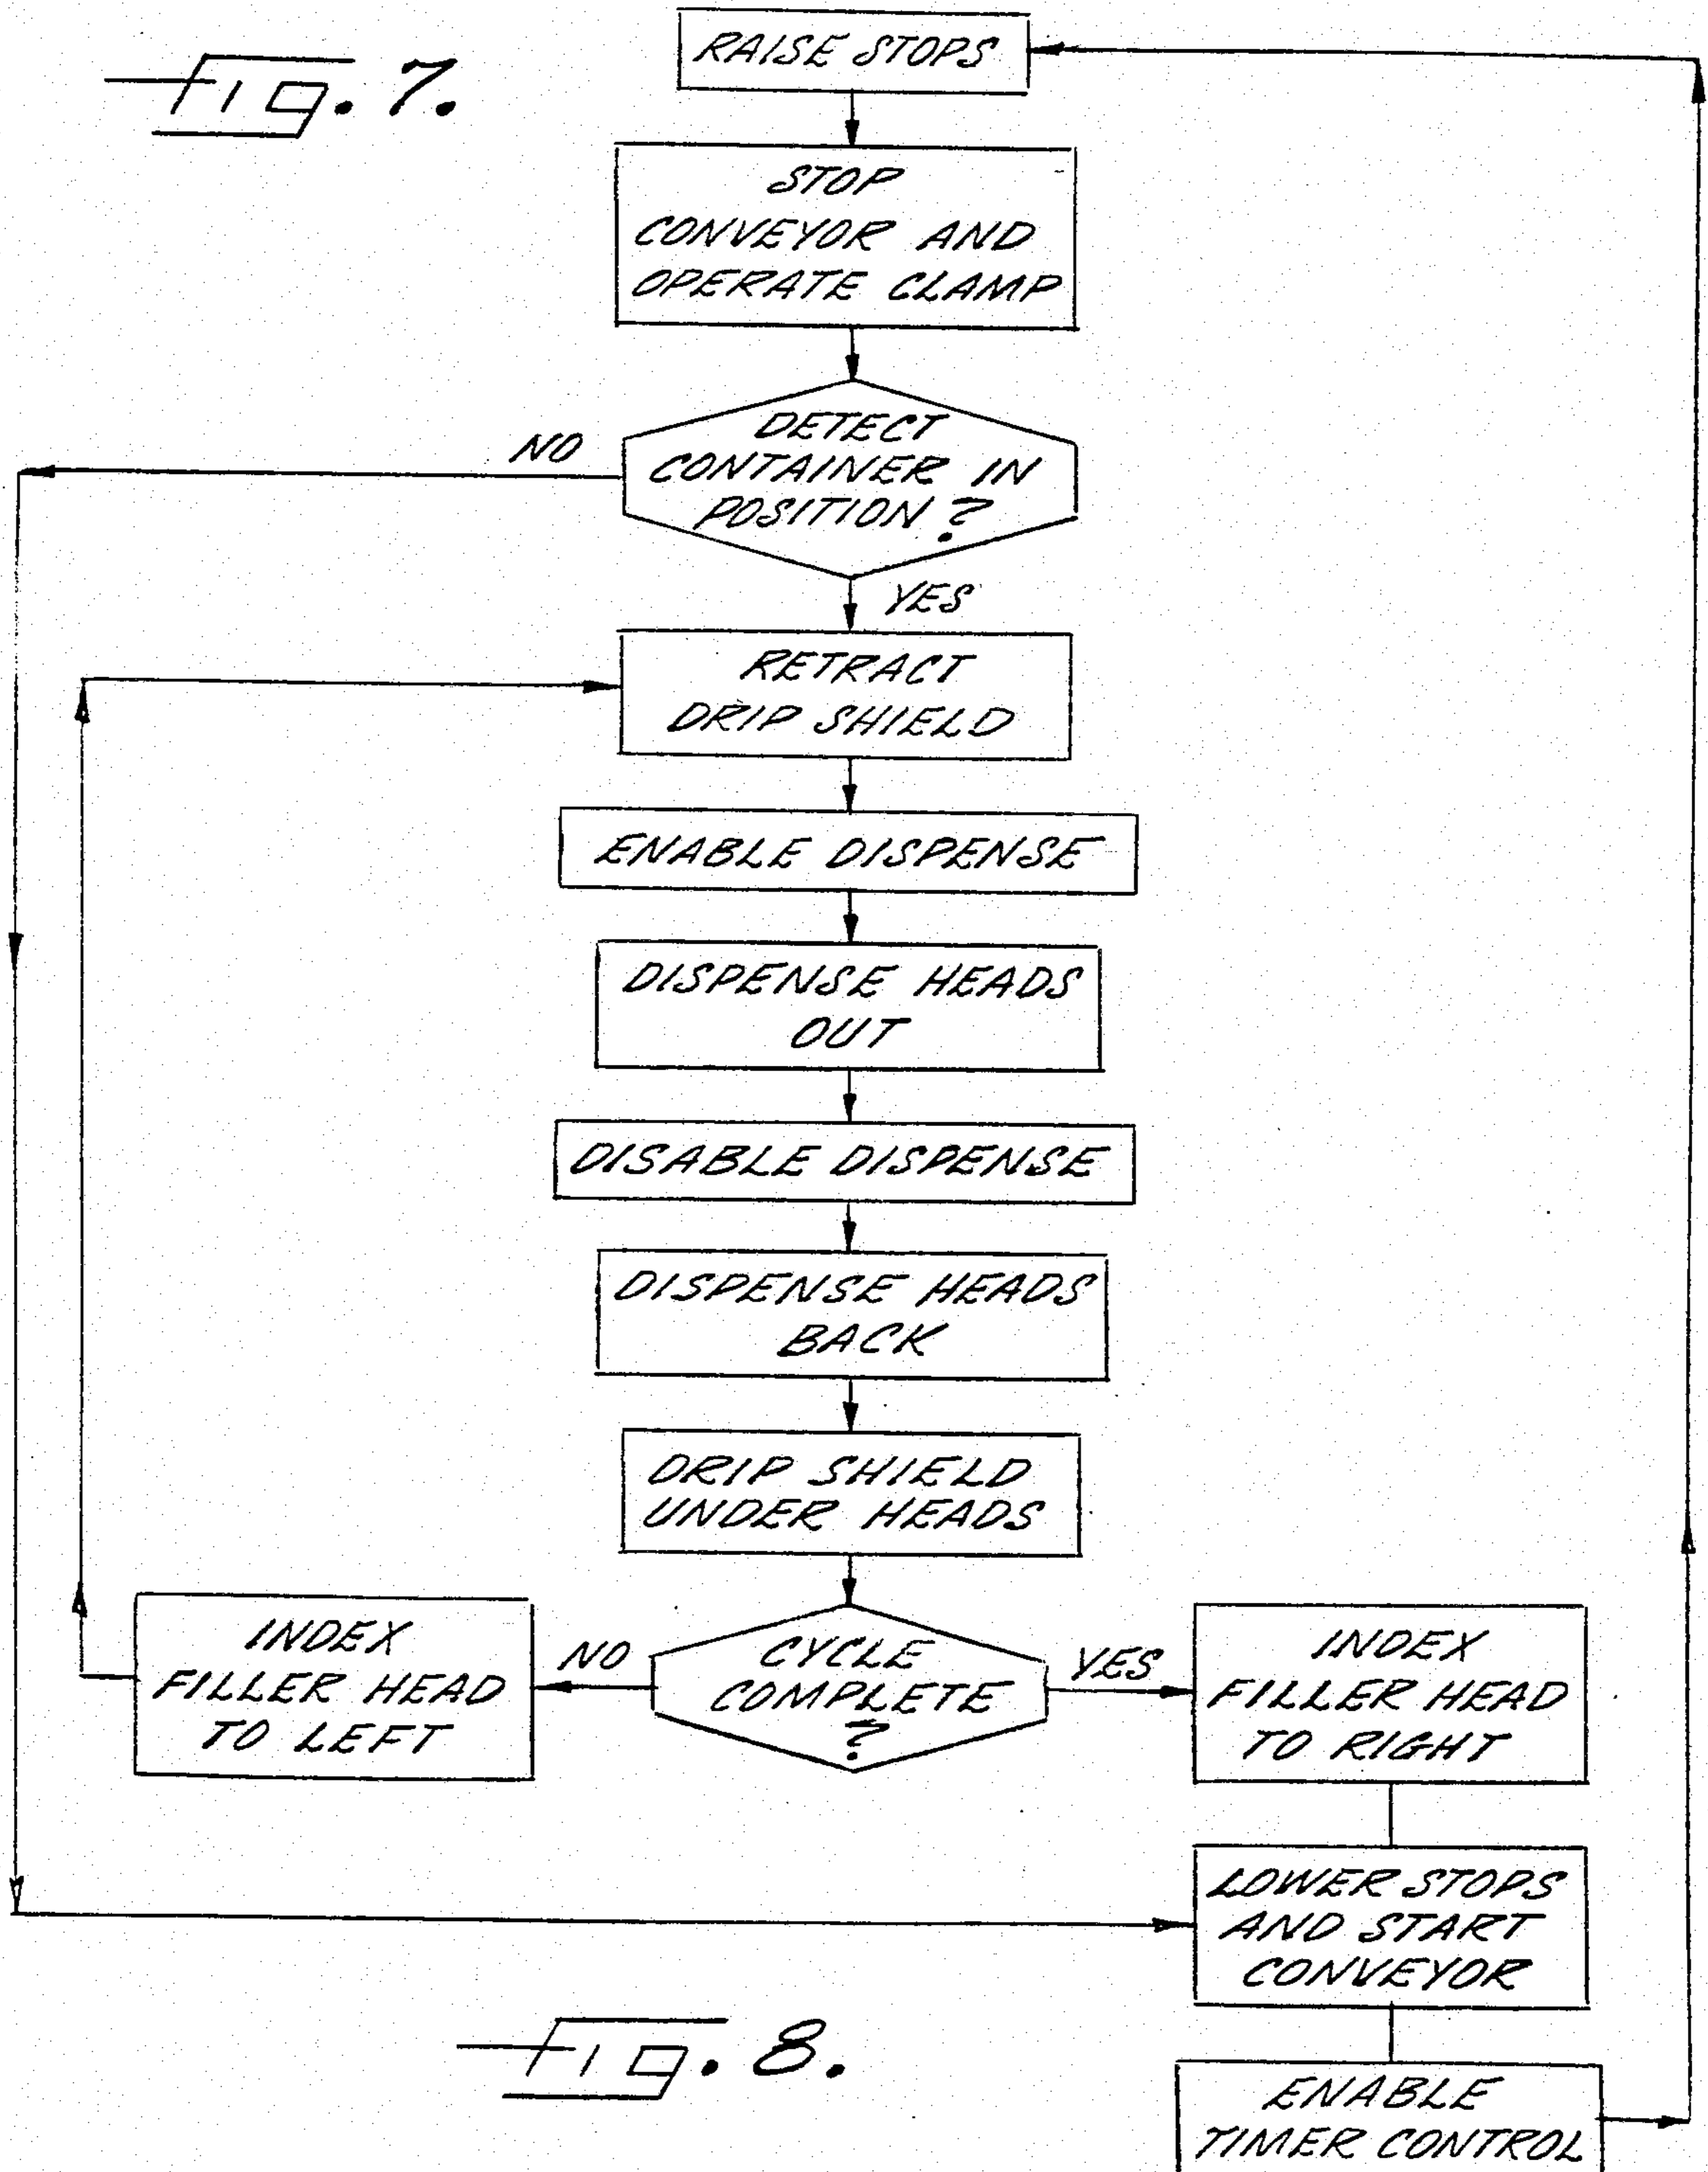 Fig. 7.
RAISE STOPS
STOP
CONVEYOR AND
OPERATE CLAMP
DETECT
CONTAINER IN
POSITION?
NO
YES
RETRACT
DRIP SHIELD
ENABLE DISPENSE
DISPENSE HEADS
OUT
DISABLE DISPENSE
DISPENSE HEADS
BACK
DRIP SHIELD
UNDER HEADS
CYCLE
COMPLETE
?
NO
INDEX
FILLER HEAD
TO LEFT
YES
INDEX
FILLER HEAD
TO RIGHT
LOWER STOPS
AND START
CONVEYOR
ENABLE
TIMER CONTROL
Fig. 8.